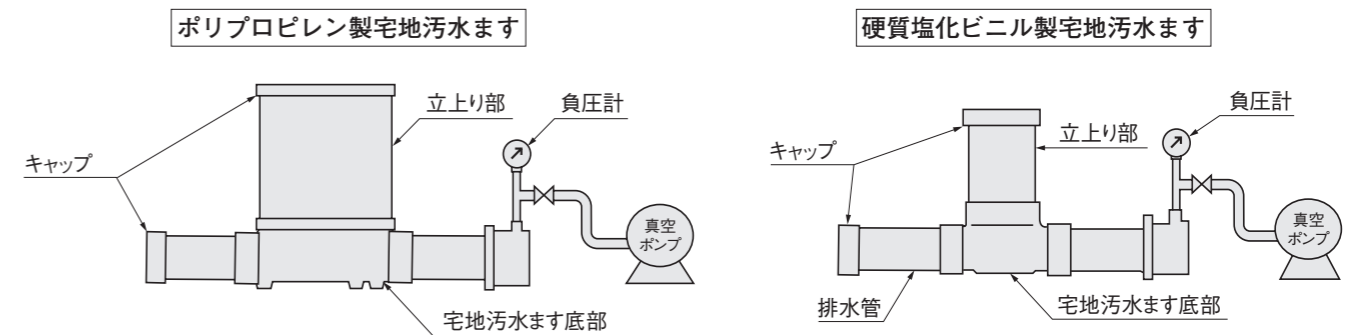 ポリプロピレン製宅地汚水ます
キャップ
立上り部
負圧計
真空
ポンプ
宅地汚水ます底部
硬質塩化ビニル製宅地汚水ます
キャップ
立上り部
負圧計
真空
ポンプ
排水管
宅地汚水ます底部